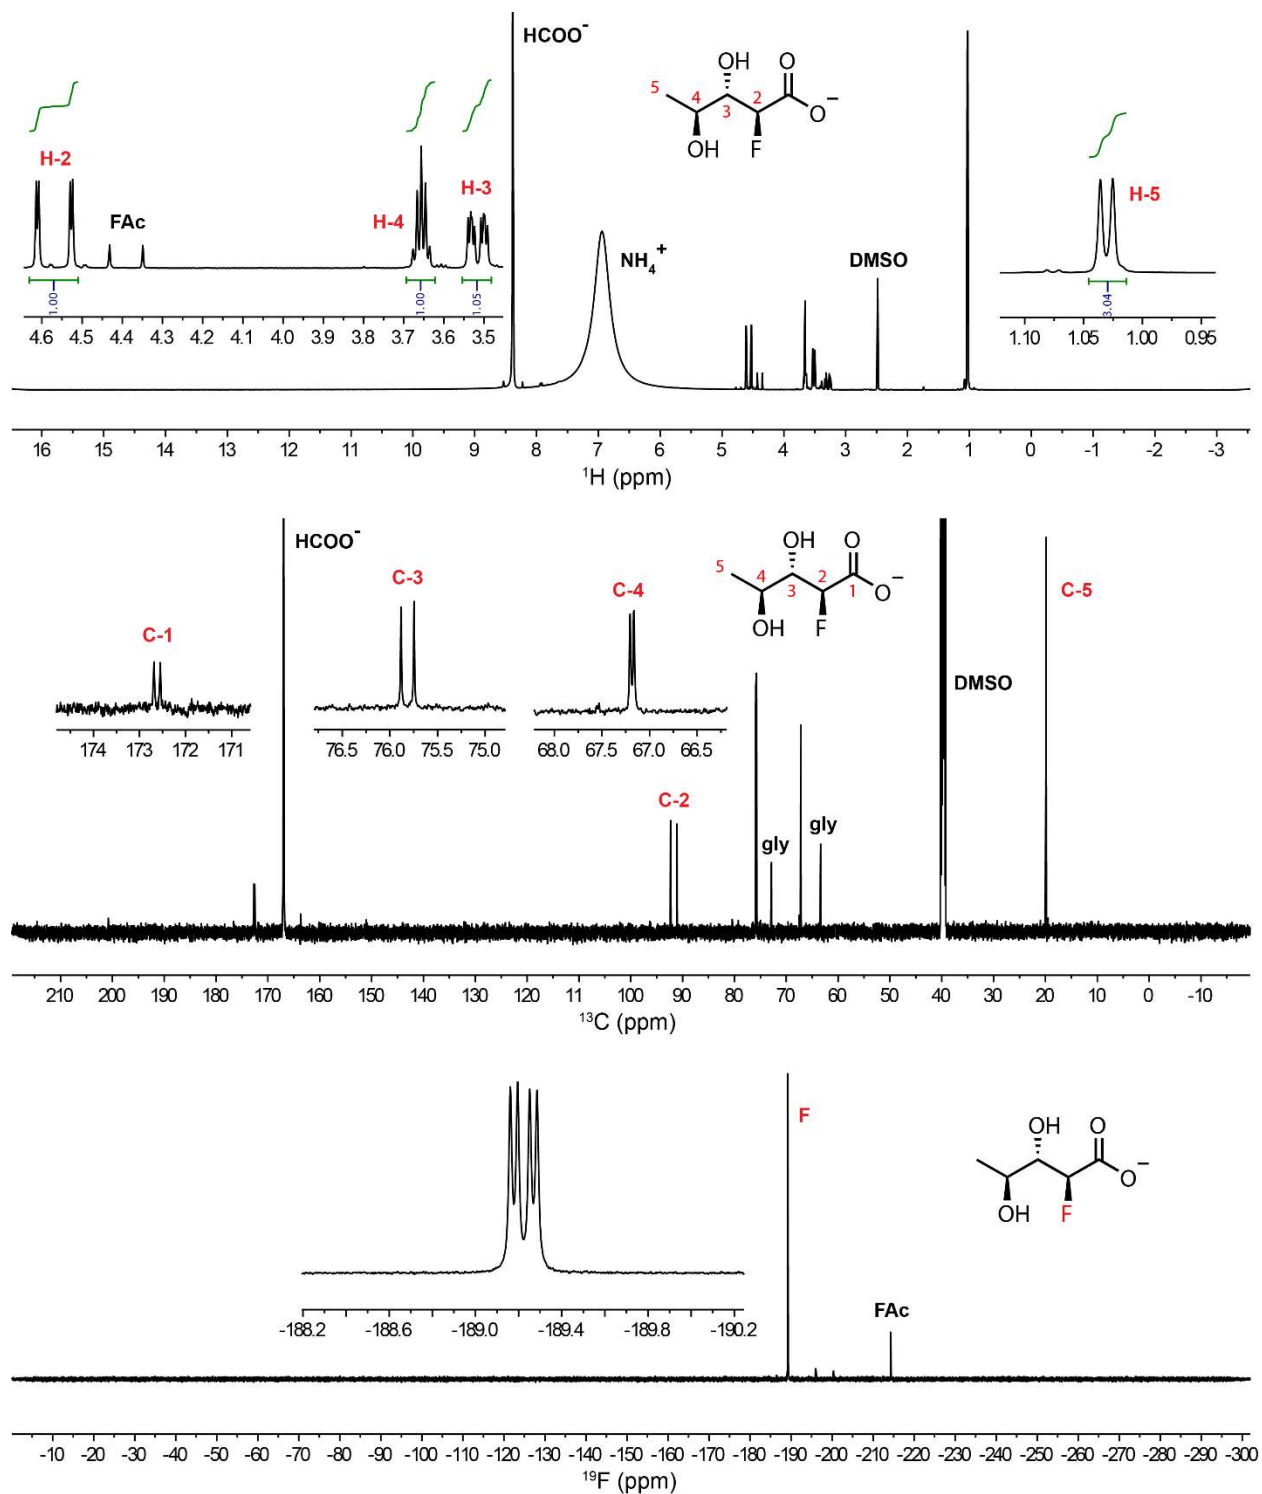 HCOO⁻
OH O
5 4 3 2 O⁻
OH F
H-2
FAc
H-4
H-3
NH₄⁺
DMSO
H-5
1.00 1.00 1.05
3.04
4.6 4.5 4.4 4.3 4.2 4.1 4.0 3.9 3.8 3.7 3.6 3.5
1.10 1.05 1.00 0.95
16 15 14 13 12 11 10 9 8 7 6 5 4 3 2 1 0 -1 -2 -3
¹H (ppm)
HCOO⁻
OH O
5 4 3 2 1 O⁻
OH F
C-1
C-3
C-4
C-5
DMSO
174 173 172 171
76.5 76.0 75.5 75.0
68.0 67.5 67.0 66.5
C-2
gly
gly
210 200 190 180 170 160 150 140 130 120 110 100 90 80 70 60 50 40 30 20 10 0 -10
¹³C (ppm)
F
OH O
O⁻
OH F
-188.2 -188.6 -189.0 -189.4 -189.8 -190.2
FAc
-10 -20 -30 -40 -50 -60 -70 -80 -90 -100 -110 -120 -130 -140 -150 -160 -170 -180 -190 -200 -210 -220 -230 -240 -250 -260 -270 -280 -290 -300
¹⁹F (ppm)